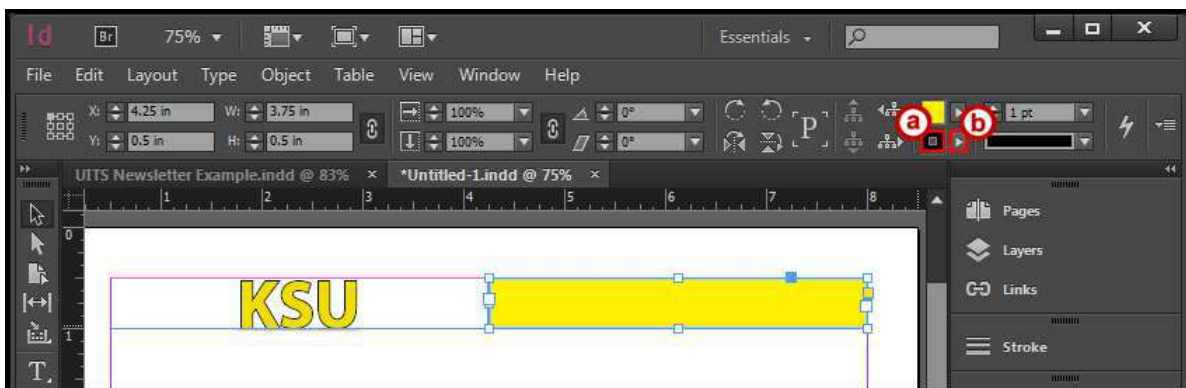 Id Br 75% Essentials
File Edit Layout Type Object Table View Window Help
X: 4.25 in W: 3.75 in 100% 0° 1 pt
a b
P
Y: 0.5 in H: 0.5 in 100% 0°
UITS Newsletter Example.indd @ 83% × *Untitled-1.indd @ 75% ×
1 2 3 4 5 6 7 8
Pages
0
Layers
KSU
Links
1
Stroke
T